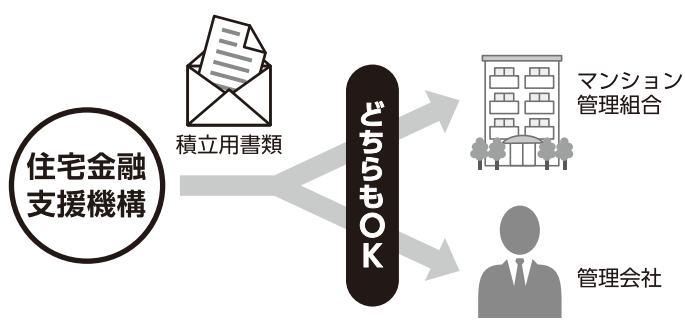 住宅金融
支援機構
積立用書類
どちらもOK
マンション
管理組合
管理会社